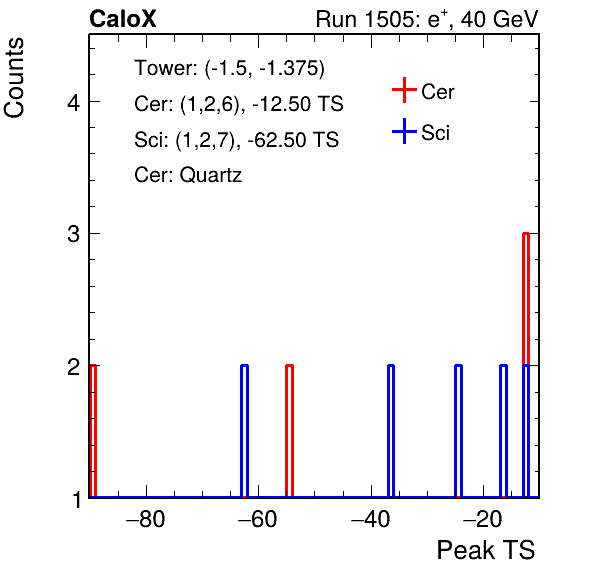 CaloX Run 1505: e⁺, 40 GeV
Counts
Tower: (-1.5, -1.375)
Cer: (1,2,6), -12.50 TS
Sci: (1,2,7), -62.50 TS
Cer: Quartz
Cer
Sci
4
3
2
1
−80 −60 −40 −20
Peak TS